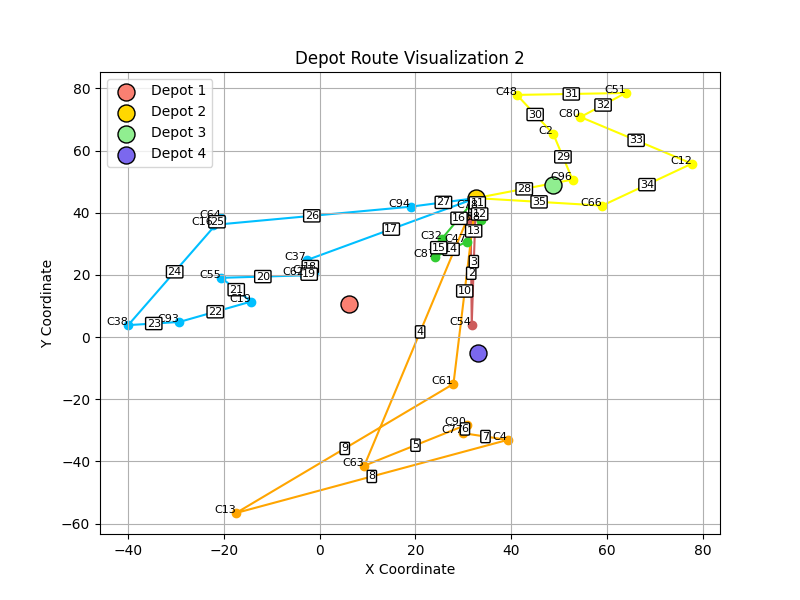 Depot Route Visualization 2
Depot 1
Depot 2
Depot 3
Depot 4
Y Coordinate
80
60
40
20
0
−20
−40
−60
−40
−20
0
20
40
60
80
X Coordinate
C48
31
C51
32
C80
30
C2
33
29
C12
C96
28
34
35
C66
C94
27
11
12
16
13
C64
25
26
17
C32
C47
15
14
C87
C37
18
19
20
24
C55
21
C19
22
C93
23
C38
3
2
10
C54
4
C61
9
C90
6
7
C4
5
C63
8
C13